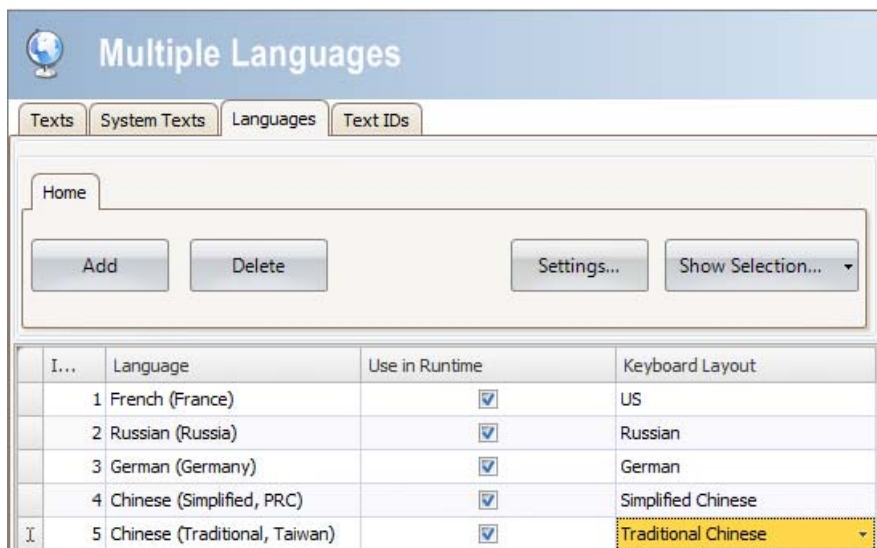 Multiple Languages
Texts System Texts Languages Text IDs
Home
Add Delete Settings... Show Selection...
I... Language Use in Runtime Keyboard Layout
1 French (France) US
2 Russian (Russia) Russian
3 German (Germany) German
4 Chinese (Simplified, PRC) Simplified Chinese
5 Chinese (Traditional, Taiwan) Traditional Chinese